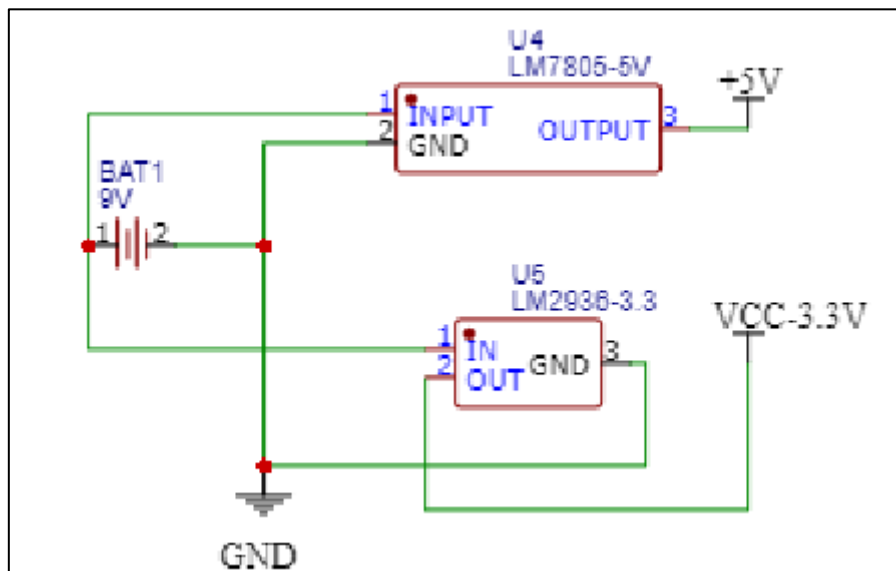 U4
LM7805-5V
+5V
1
INPUT
2
GND
OUTPUT
3
BAT1
9V
1
2
U5
LM2936-3.3
VCC-3.3V
1
IN
2
OUT
GND
3
GND